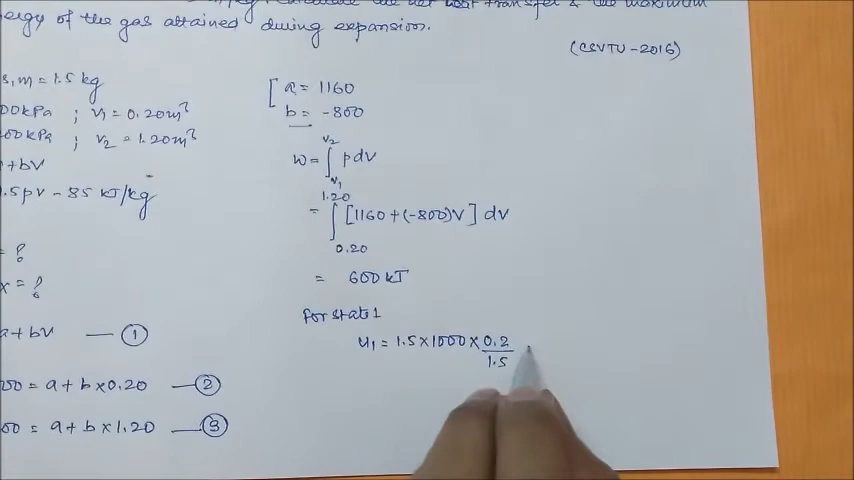 of the gas attained during expansion.
(CSVTU-2016)
m = 1.5 kg
00kPa ; V₁ = 0.20m³
00kPa ; V₂ = 1.20m³
+bV
.5pv - 85 kJ/kg
= ?
x = ?
a+bV — ①
00 = a + b×0.20 — ②
00 = a + b×1.20 — ③
[ a = 1160
b = -800
W = ∫ᵥ₁ⱽ² pdV
= ∫ 1.20 0.20 [1160+(-800)V] dV
= 600 kJ
For state 1
u₁ = 1.5×1000× 0.2/1.5